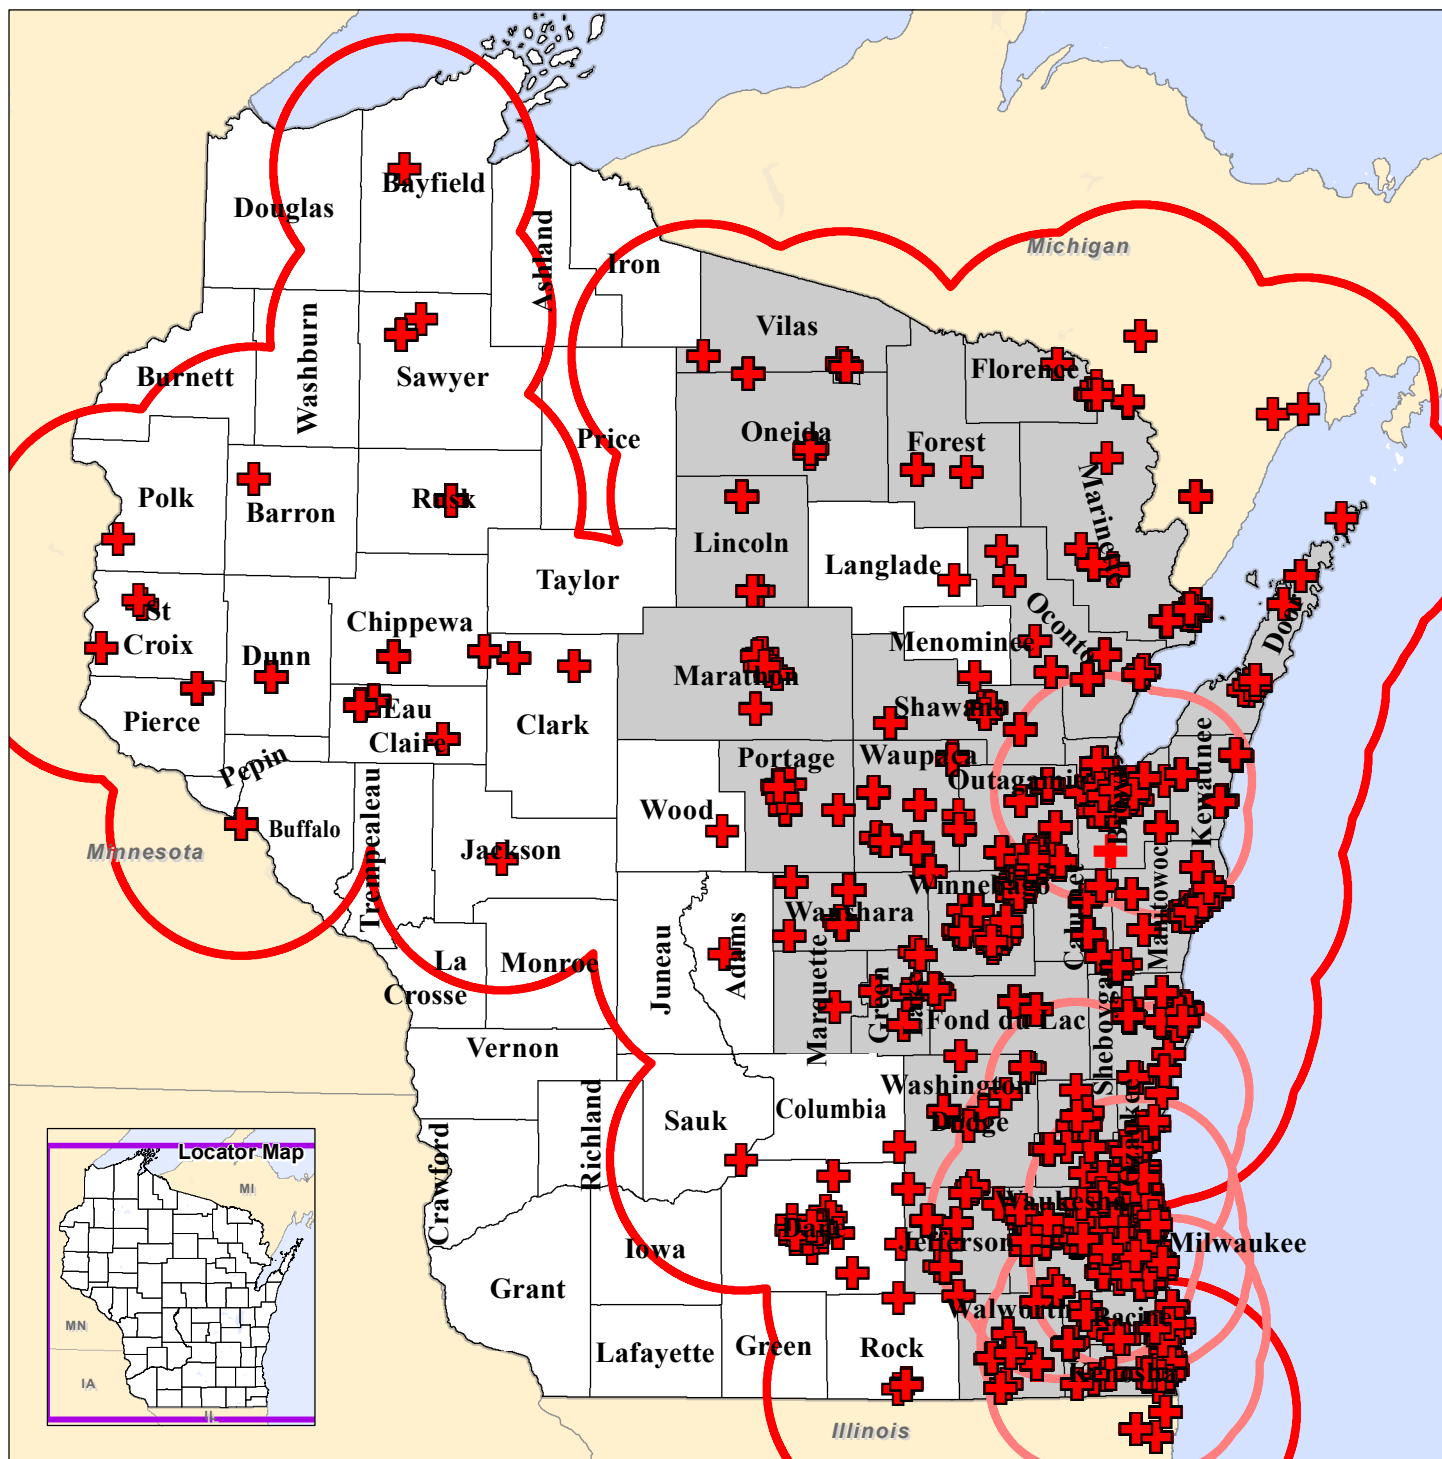 Bayfield
Douglas
Ashland
Iron
Michigan
Vilas
Washburn
Burnett
Sawyer
Florence
Price
Oneida
Forest
Polk
Barron
Rusk
Marinette
Lincoln
Langlade
Taylor
St
Croix
Chippewa
Oconto
Door
Menominee
Dunn
Marathon
Pierce
Eau
Claire
Clark
Shawano
Pepin
Portage
Waupaca
Outagamie
Kewaunee
Brown
Wood
Buffalo
Trempealeau
Minnesota
Jackson
Winnebago
Calumet
Manitowoc
Waushara
La
Crosse
Monroe
Juneau
Adams
Marquette
Green
Lake
Fond du Lac
Sheboygan
Vernon
Washington
Dodge
Ozaukee
Columbia
Sauk
Richland
Crawford
Locator Map
MI
MN
IA
IL
Waukesha
Dane
Jefferson
Milwaukee
Iowa
Grant
Walworth
Racine
Lafayette
Green
Rock
Kenosha
Illinois